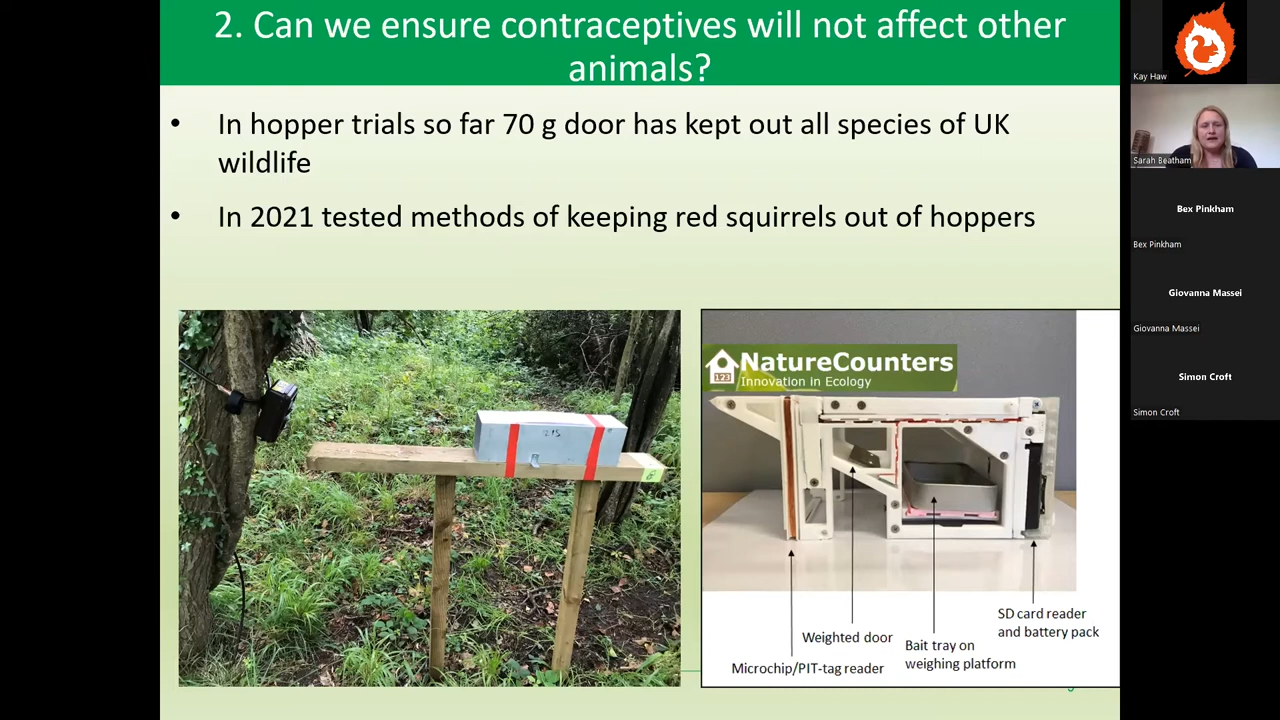 2. Can we ensure contraceptives will not affect other
animals?
• In hopper trials so far 70 g door has kept out all species of UK
wildlife
• In 2021 tested methods of keeping red squirrels out of hoppers
NatureCounters
Innovation in Ecology
123
SD card reader
and battery pack
Weighted door
Bait tray on
weighing platform
Microchip/PIT-tag reader
Kay Haw
Sarah Beatham
Bex Pinkham
Bex Pinkham
Giovanna Massei
Giovanna Massei
Simon Croft
Simon Croft